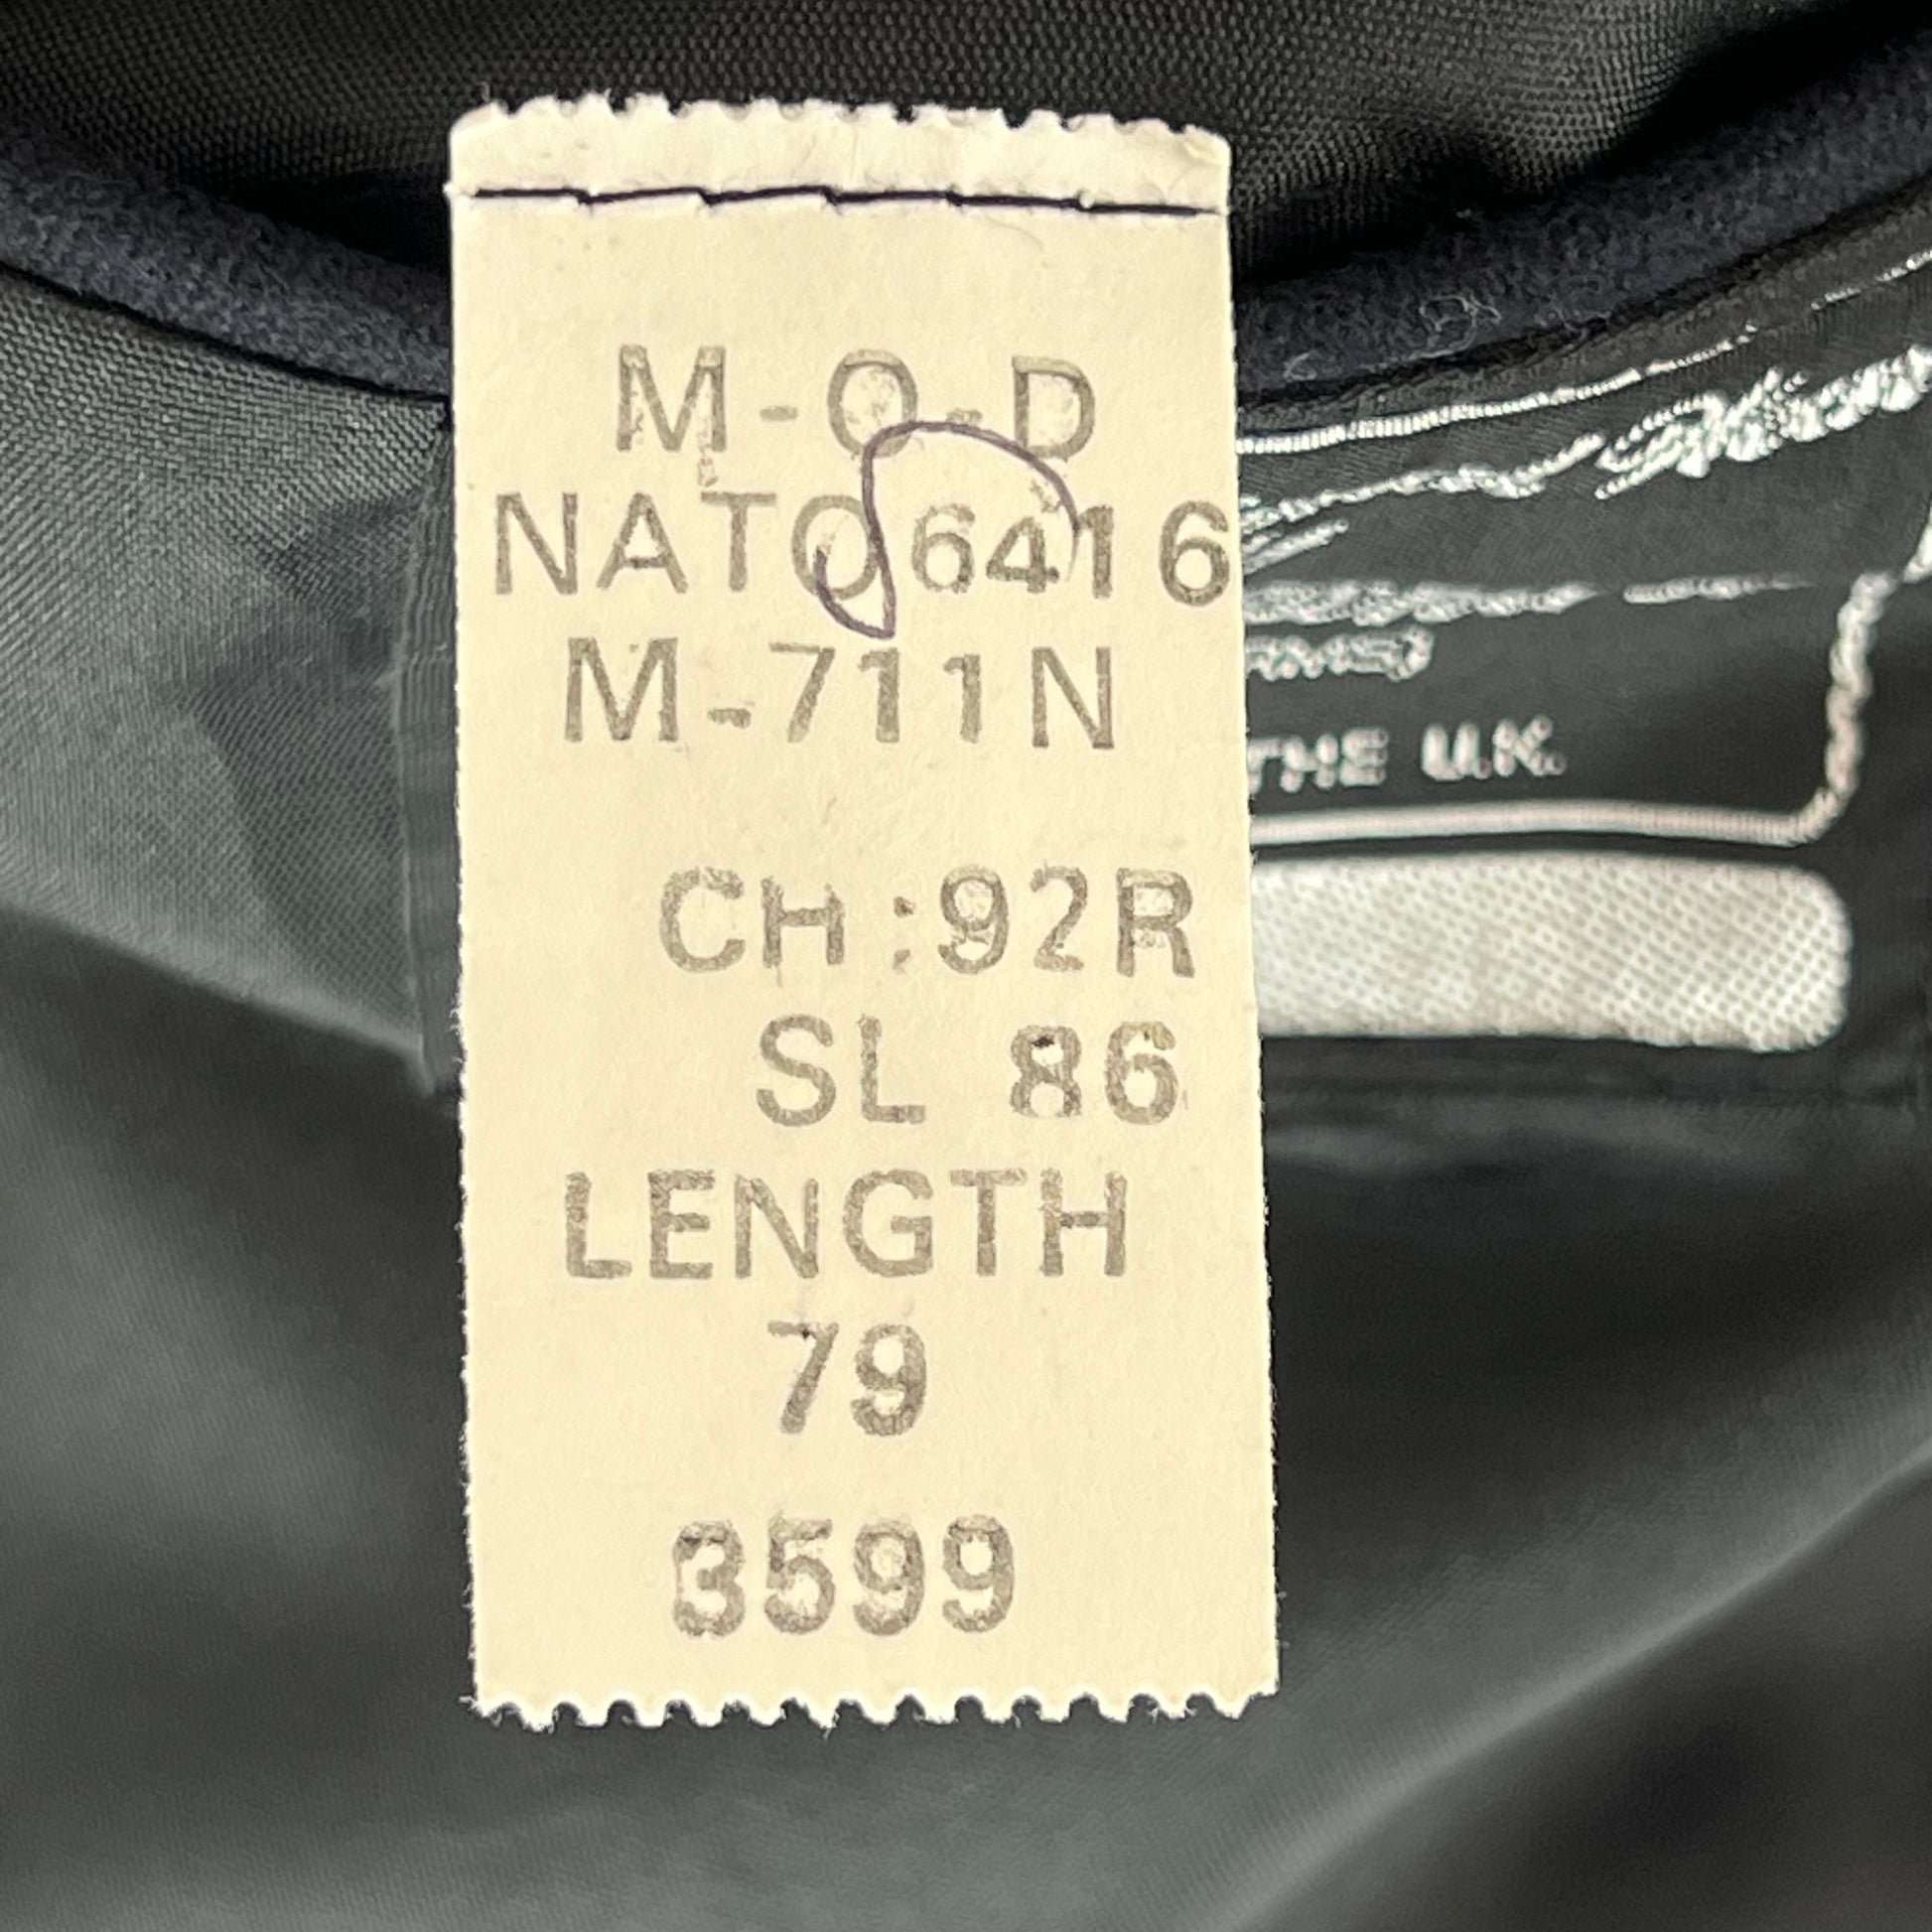 M-O-D
NATO 6416
M-711N
CH:92R
SL 86
LENGTH
79
3599
THE U.K.